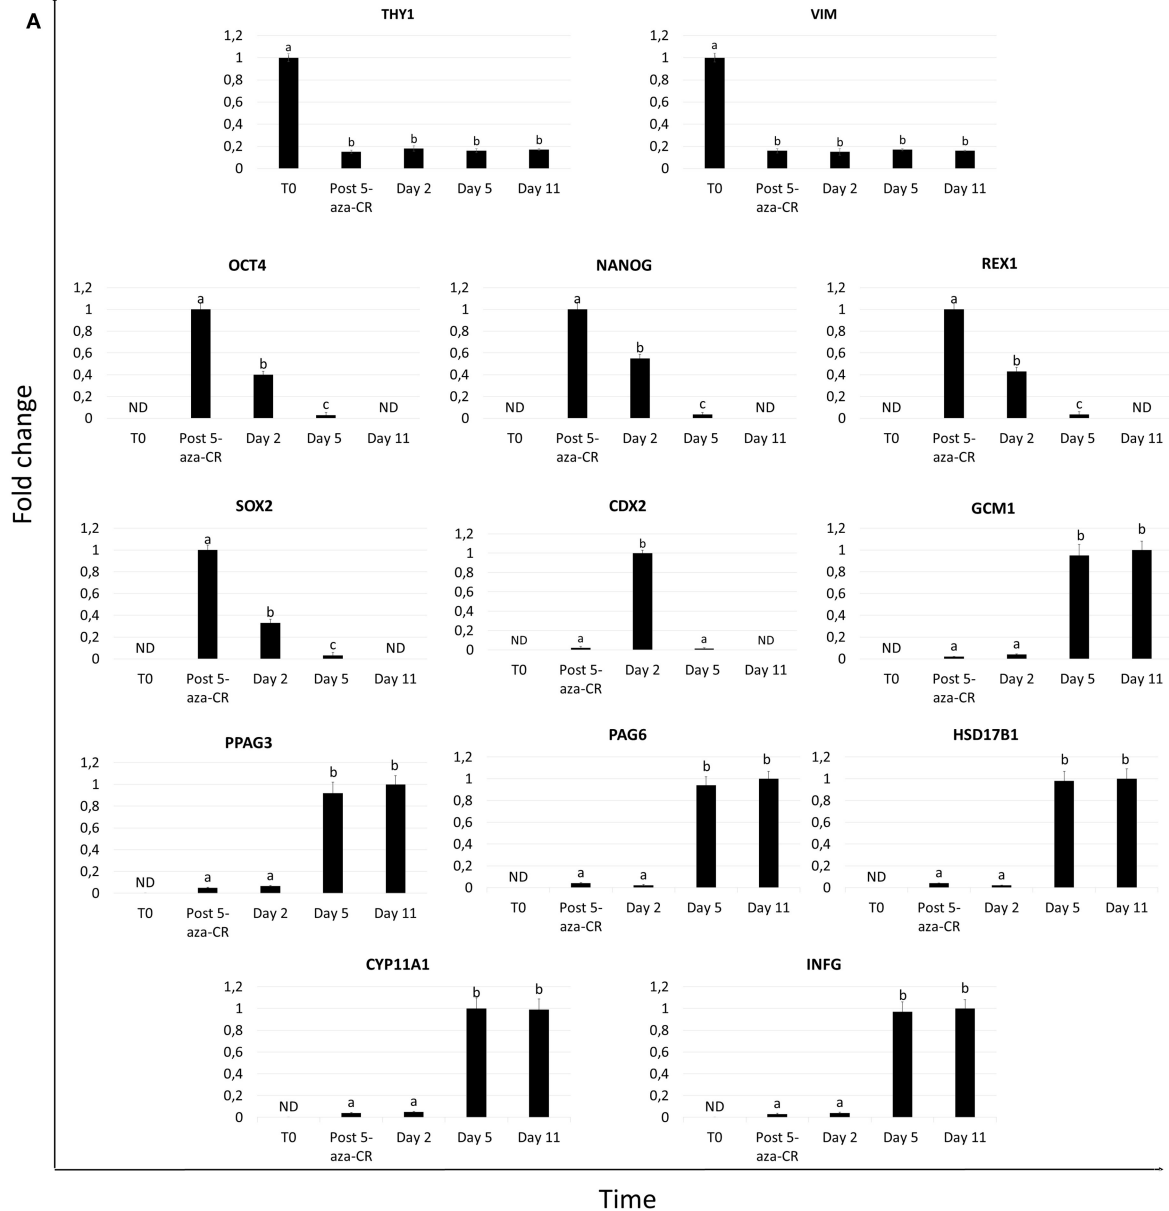 A
THY1
VIM
1,2
1
0,8
0,6
0,4
0,2
0
a
b
b
b
b
T0
Post 5-
aza-CR
Day 2
Day 5
Day 11
1,2
1
0,8
0,6
0,4
0,2
0
a
b
b
b
b
T0
Post 5-
aza-CR
Day 2
Day 5
Day 11
Fold change
OCT4
1,2
1
0,8
0,6
0,4
0,2
0
ND
a
b
c
ND
T0
Post 5-
aza-CR
Day 2
Day 5
Day 11
NANOG
1,2
1
0,8
0,6
0,4
0,2
0
ND
a
b
c
ND
T0
Post 5-
aza-CR
Day 2
Day 5
Day 11
REX1
1,2
1
0,8
0,6
0,4
0,2
0
ND
a
b
c
ND
T0
Post 5-
aza-CR
Day 2
Day 5
Day 11
SOX2
1,2
1
0,8
0,6
0,4
0,2
0
ND
a
b
c
ND
T0
Post 5-
aza-CR
Day 2
Day 5
Day 11
CDX2
1,2
1
0,8
0,6
0,4
0,2
0
ND
a
b
a
ND
T0
Post 5-
aza-CR
Day 2
Day 5
Day 11
GCM1
1,2
1
0,8
0,6
0,4
0,2
0
ND
a
a
b
b
T0
Post 5-
aza-CR
Day 2
Day 5
Day 11
PPAG3
1,2
1
0,8
0,6
0,4
0,2
0
ND
a
a
b
b
T0
Post 5-
aza-CR
Day 2
Day 5
Day 11
PAG6
1,2
1
0,8
0,6
0,4
0,2
0
ND
a
a
b
b
T0
Post 5-
aza-CR
Day 2
Day 5
Day 11
HSD17B1
1,2
1
0,8
0,6
0,4
0,2
0
ND
a
a
b
b
T0
Post 5-
aza-CR
Day 2
Day 5
Day 11
CYP11A1
1,2
1
0,8
0,6
0,4
0,2
0
ND
a
a
b
b
T0
Post 5-
aza-CR
Day 2
Day 5
Day 11
INFG
1,2
1
0,8
0,6
0,4
0,2
0
ND
a
a
b
b
T0
Post 5-
aza-CR
Day 2
Day 5
Day 11
Time